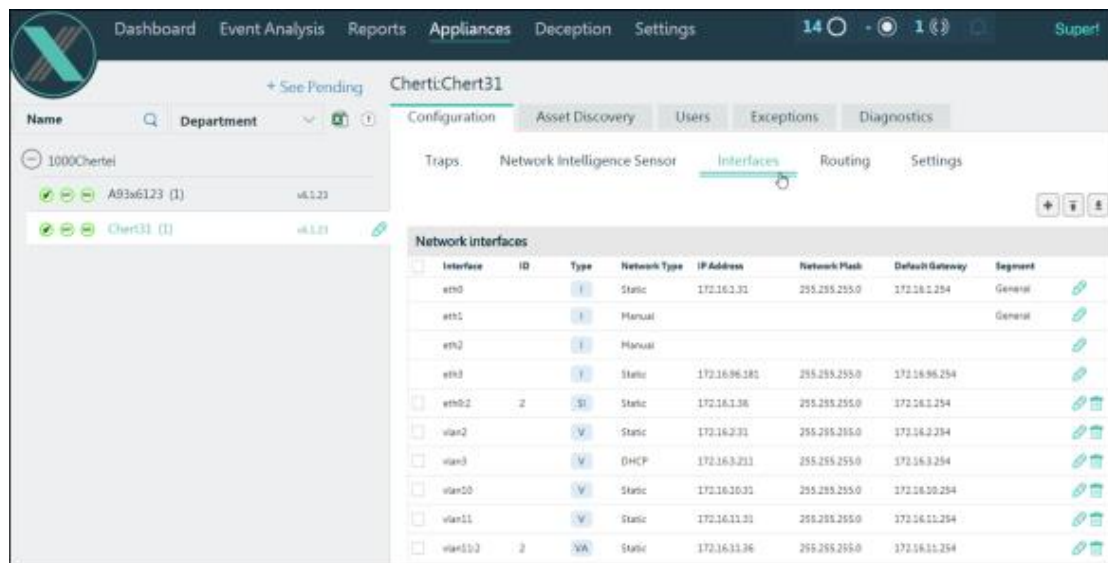 Dashboard Event Analysis Reports Appliances Deception Settings 14 - 1 Super!
+ See Pending
Cherti:Chert31
Name Department
Configuration Asset Discovery Users Exceptions Diagnostics
1000Chertei
Traps Network Intelligence Sensor Interfaces Routing Settings
A93x6123 (1) v6.1.23
Chert31 (1) v6.1.23
Network interfaces
Interface ID Type Network Type IP Address Network Mask Default Gateway Segment
eth0 I Static 172.16.1.31 255.255.255.0 172.16.1.254 General
eth1 I Manual General
eth2 I Manual
eth3 I Static 172.16.96.181 255.255.255.0 172.16.96.254
eth0:2 2 SI Static 172.16.1.36 255.255.255.0 172.16.1.254
vlan2 V Static 172.16.2.31 255.255.255.0 172.16.2.254
vlan3 V DHCP 172.16.3.211 255.255.255.0 172.16.3.254
vlan10 V Static 172.16.10.31 255.255.255.0 172.16.10.254
vlan11 V Static 172.16.11.31 255.255.255.0 172.16.11.254
vlan11:2 2 VA Static 172.16.11.36 255.255.255.0 172.16.11.254